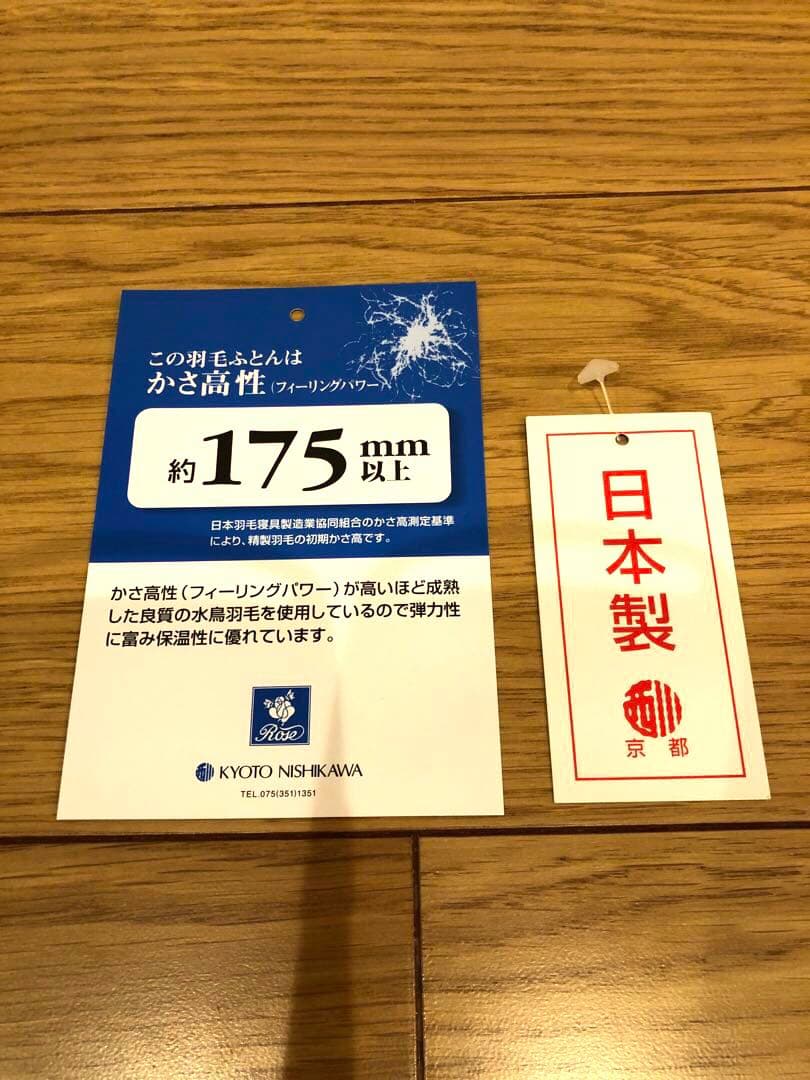 この羽毛ふとんは
かさ高性(フィーリングパワー)
約175mm以上
日本羽毛寝具製造業協同組合のかさ高測定基準
により、精製羽毛の初期かさ高です。
かさ高性(フィーリングパワー)が高いほど成熟
した良質の水鳥羽毛を使用しているので弾力性
に富み保温性に優れています。
Rose
KYOTO NISHIKAWA
TEL.075(351)1351
日本製
西川
京都